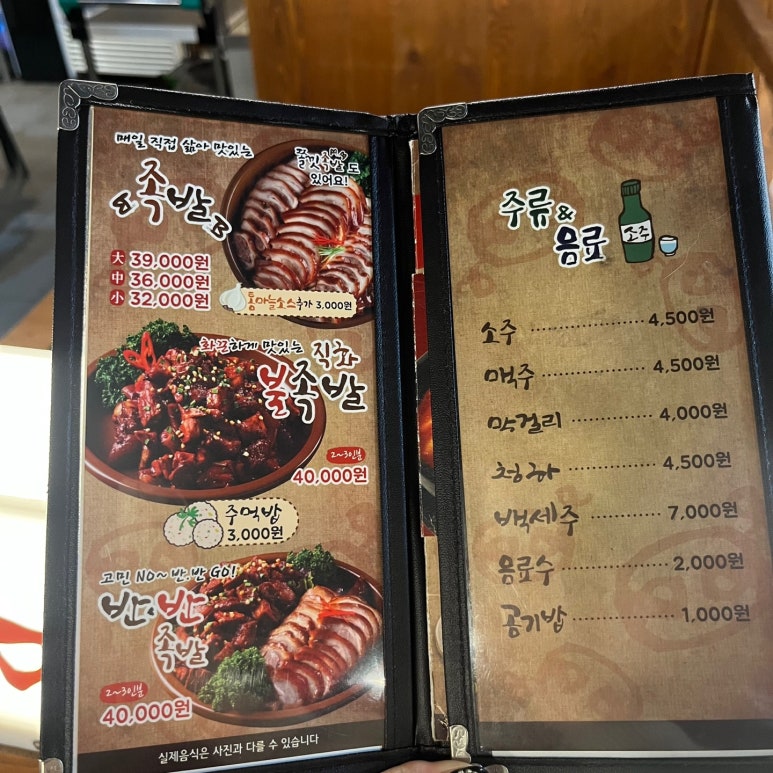 매일 직접 삶아 맛있는
족발
쫄낏족발도
있어요!
大 39,000원
中 36,000원
小 32,000원
통마늘소스추가 3,000원
화끈하게 맛있는 직화
불족발
2~3인분
40,000원
주먹밥
3,000원
고민 NO~ 반.반 GO!
반.반
족발
2~3인분
40,000원
실제음식은 사진과 다를 수 있습니다
주류 &
음료
소주
소주 4,500원
맥주 4,500원
막걸리 4,000원
청하 4,500원
백세주 7,000원
음료수 2,000원
공기밥 1,000원